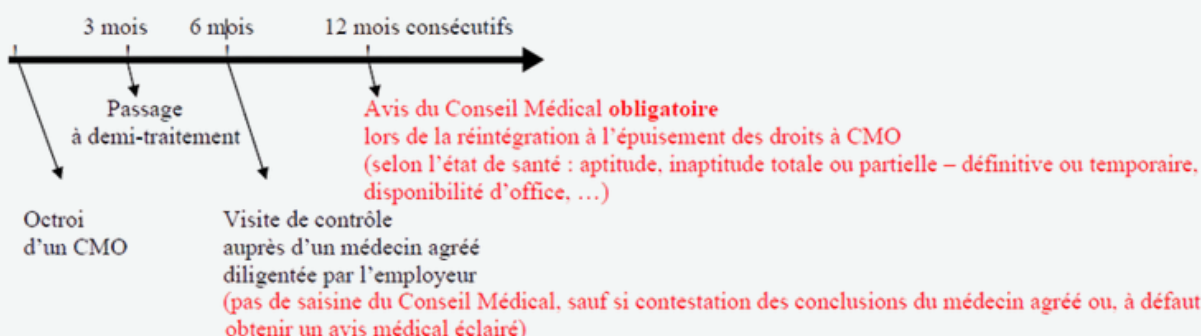 3 mois 6 mois 12 mois consécutifs
Passage
à demi-traitement
Avis du Conseil Médical obligatoire
lors de la réintégration à l’épuisement des droits à CMO
(selon l’état de santé : aptitude, inaptitude totale ou partielle – définitive ou temporaire,
disponibilité d’office, …)
Octroi
d’un CMO
Visite de contrôle
auprès d’un médecin agréé
diligentée par l’employeur
(pas de saisine du Conseil Médical, sauf si contestation des conclusions du médecin agréé ou, à défaut
obtenir un avis médical éclairé)